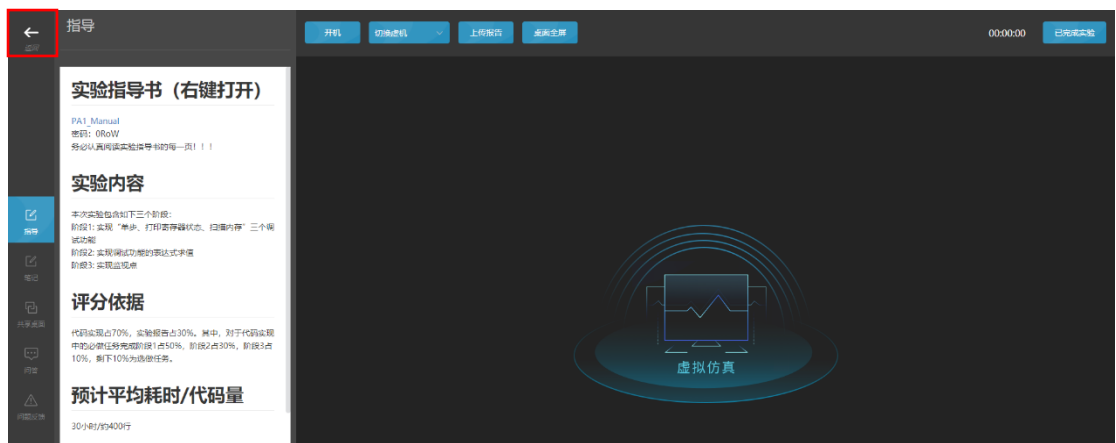 指导
开机
切换虚机
上传报告
桌面全屏
00:00:00
已完成实验
返回
实验指导书（右键打开）
PA1_Manual
密码：0RoW
务必认真阅读实验指导书的每一页！！！
实验内容
本次实验包含如下三个阶段：
阶段1: 实现“单步、打印寄存器状态、扫描内存”三个调
试功能
阶段2: 实现调试功能的表达式求值
阶段3: 实现监视点
评分依据
代码实现占70%，实验报告占30%。其中，对于代码实现
中的必做任务完成阶段1占50%，阶段2占30%，阶段3占
10%，剩下10%为选做任务。
预计平均耗时/代码量
30小时/约400行
指导
笔记
共享桌面
问答
问题反馈
虚拟仿真